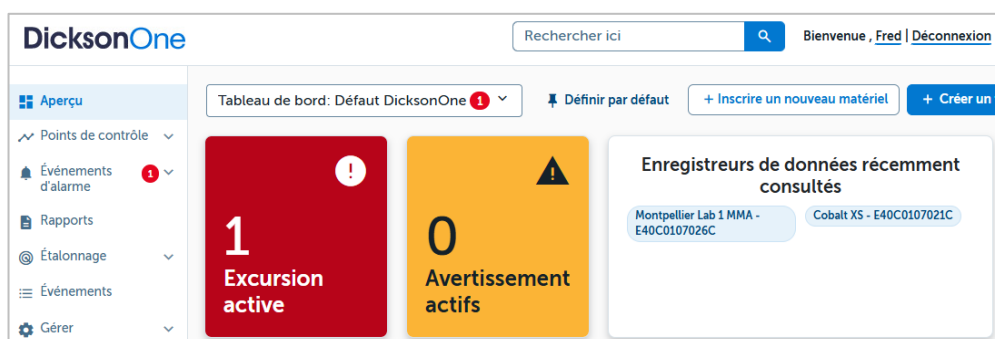 DicksonOne
Rechercher ici
Bienvenue , Fred | Déconnexion
Aperçu
Points de contrôle
Événements
d'alarme
1
Rapports
Étalonnage
Événements
Gérer
Tableau de bord: Défaut DicksonOne 1
Définir par défaut
+ Inscrire un nouveau matériel
+ Créer un
!
1
Excursion
active
!
0
Avertissement
actifs
Enregistreurs de données récemment
consultés
Montpellier Lab 1 MMA -
E40C0107026C
Cobalt XS - E40C0107021C